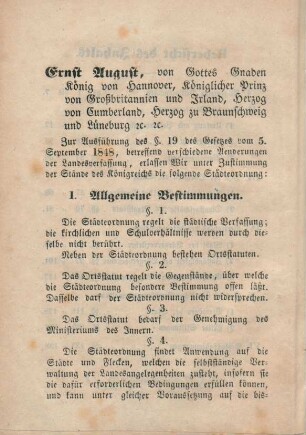 Ernst August, von Gottes Gnaden
König von Hannover, Königlicher Prinz
von Großbritannien und Irland, Herzog
von Cumberland, Herzog zu Braunschweig
und Lüneburg ꝛc. ꝛc.
Zur Ausführung des §. 19 des Gesetzes vom 5.
September 1848, betreffend verschiedene Aenderungen
der Landesverfassung, erlassen Wir unter Zustimmung
der Stände des Königreichs die folgende Städteordnung:
I. Allgemeine Bestimmungen.
§. 1.
Die Städteordnung regelt die städtische Verfassung;
die kirchlichen und Schulverhältnisse werden durch die-
selbe nicht berührt.
Neben der Städteordnung bestehen Ortsstatuten.
§. 2.
Das Ortsstatut regelt die Gegenstände, über welche
die Städteordnung besondere Bestimmung offen läßt.
Dasselbe darf der Städteordnung nicht widersprechen.
§. 3.
Das Ortsstatut bedarf der Genehmigung des
Ministeriums des Innern.
§. 4.
Die Städteordnung findet Anwendung auf die
Städte und Flecken, welchen die selbstständige Verwal-
tung der Landesangelegenheiten zusteht, insofern sie
die dafür erforderlichen Bedingungen erfüllen können,
und kann unter gleicher Voraussetzung auf die bis-